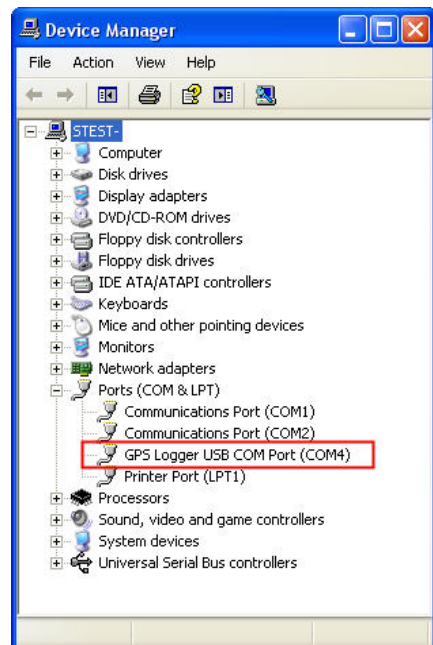 Device Manager
File Action View Help
STEST-
Computer
Disk drives
Display adapters
DVD/CD-ROM drives
Floppy disk controllers
Floppy disk drives
IDE ATA/ATAPI controllers
Keyboards
Mice and other pointing devices
Monitors
Network adapters
Ports (COM & LPT)
Communications Port (COM1)
Communications Port (COM2)
GPS Logger USB COM Port (COM4)
Printer Port (LPT1)
Processors
Sound, video and game controllers
System devices
Universal Serial Bus controllers